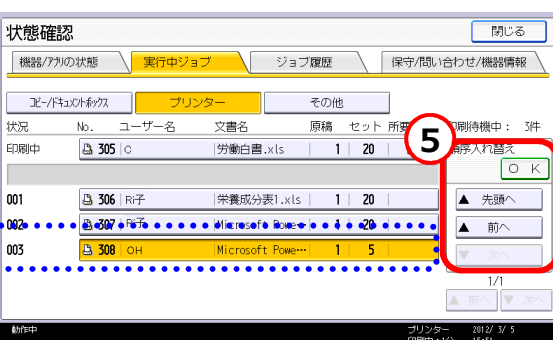 状態確認
閉じる
機器/アプリの状態
実行中ジョブ
ジョブ履歴
保守/問い合わせ/機器情報
コピー/ドキュメントボックス
プリンター
その他
状況 No. ユーザー名 文書名 原稿 セット 所要
印刷待機中： 3件
5
印刷中 305 C 労働白書.xls 1 20
順序入れ替え
O K
001 306 Ri子 栄養成分表1.xls 1 20
▲ 先頭へ
002 307 Ri子 Microsoft Powe… 1 20
▲ 前へ
003 308 OH Microsoft Powe… 1 5
▼ 次へ
1/1
▲ 前へ ▼ 次へ
動作中
プリンター 2012/ 3/ 5